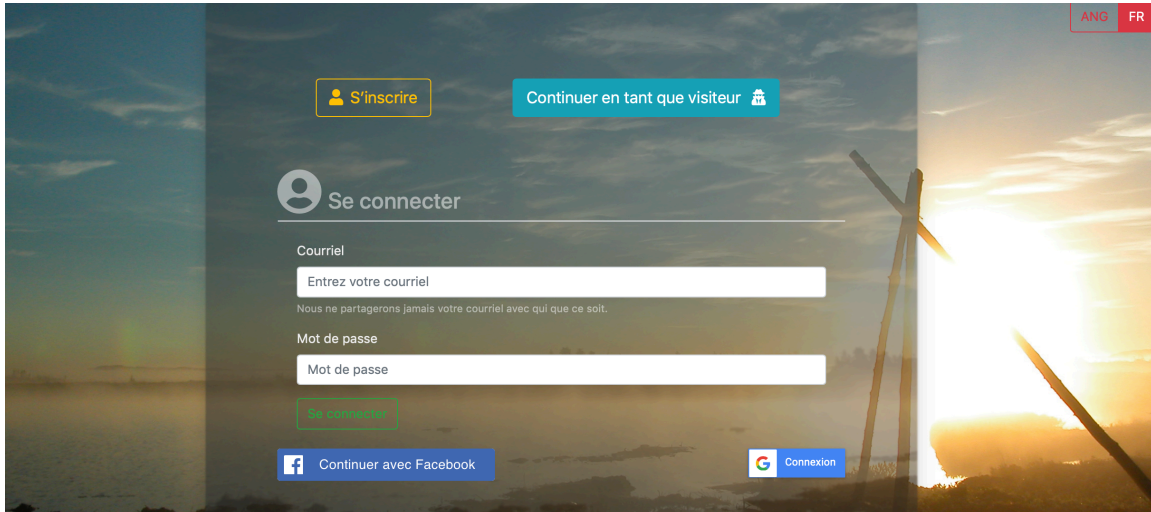 ANG FR
S'inscrire
Continuer en tant que visiteur
Se connecter
Courriel
Entrez votre courriel
Nous ne partagerons jamais votre courriel avec qui que ce soit.
Mot de passe
Mot de passe
Se connecter
Continuer avec Facebook
Connexion